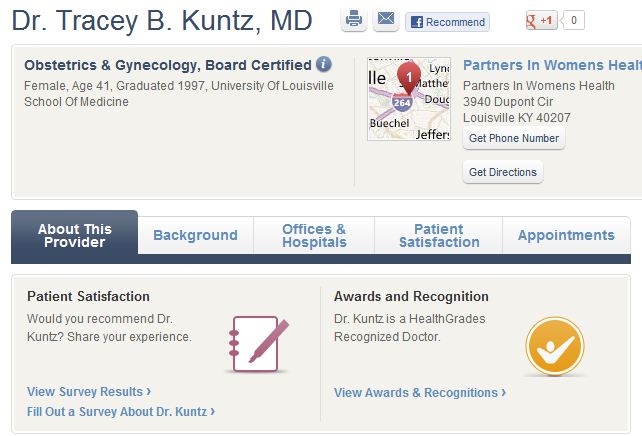 Dr. Tracey B. Kuntz, MD
Recommend
+1
0
Obstetrics & Gynecology, Board Certified
Female, Age 41, Graduated 1997, University Of Louisville
School Of Medicine
lle
Lyn
Matthe
1
264
Doug
Buechel
Jeffers
Partners In Womens Healt
Partners In Womens Health
3940 Dupont Cir
Louisville KY 40207
Get Phone Number
Get Directions
About This
Provider
Background
Offices &
Hospitals
Patient
Satisfaction
Appointments
Patient Satisfaction
Would you recommend Dr.
Kuntz? Share your experience.
View Survey Results ›
Fill Out a Survey About Dr. Kuntz ›
Awards and Recognition
Dr. Kuntz is a HealthGrades
Recognized Doctor.
View Awards & Recognitions ›